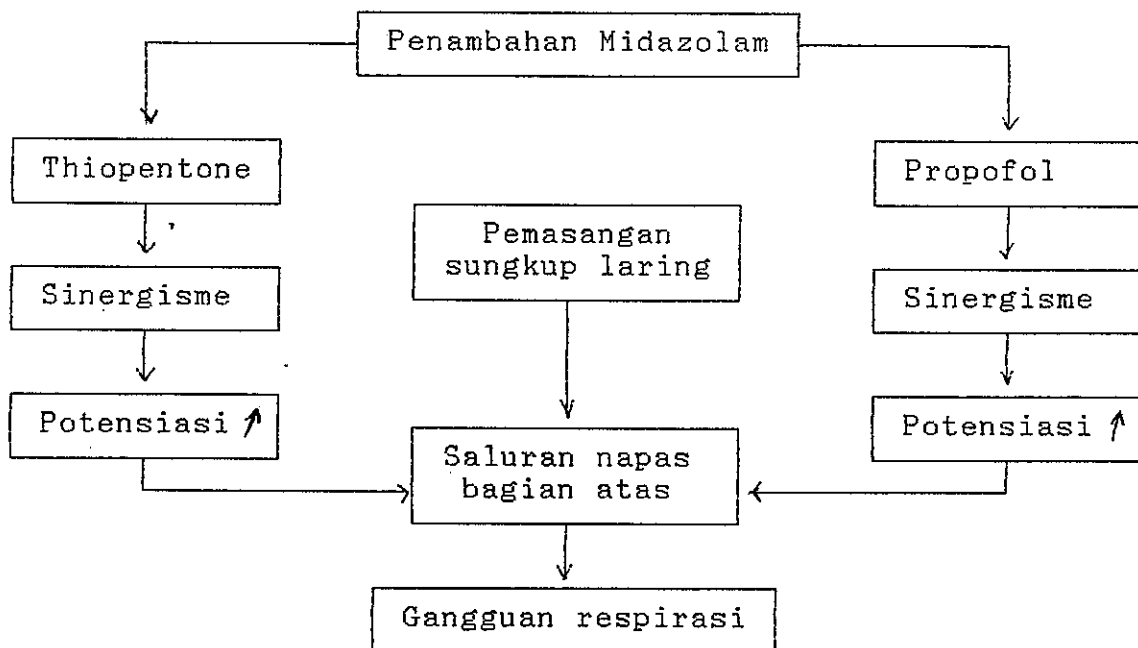 Penambahan Midazolam
Thiopentone
Propofol
Pemasangan
sungkup laring
Sinergisme
Sinergisme
Potensiasi ↑
Potensiasi ↑
Saluran napas
bagian atas
Gangguan respirasi